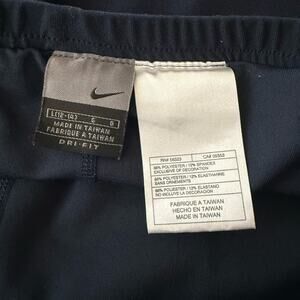 L(12-14) G G
MADE IN TAIWAN
FABRIQUE A TAIWAN
DRI-FIT
RN# 56323 CA# 05553
88% POLYESTER / 12% SPANDEX
EXCLUSIVE OF DECORATION
88% POLYESTER / 12% ELASTHANNE
SANS ORNEMENTS
88% POLIESTER / 12% ELASTANO
NO INCLUYE LA DECORACION
FABRIQUE A TAIWAN
HECHO EN TAIWAN
MADE IN TAIWAN